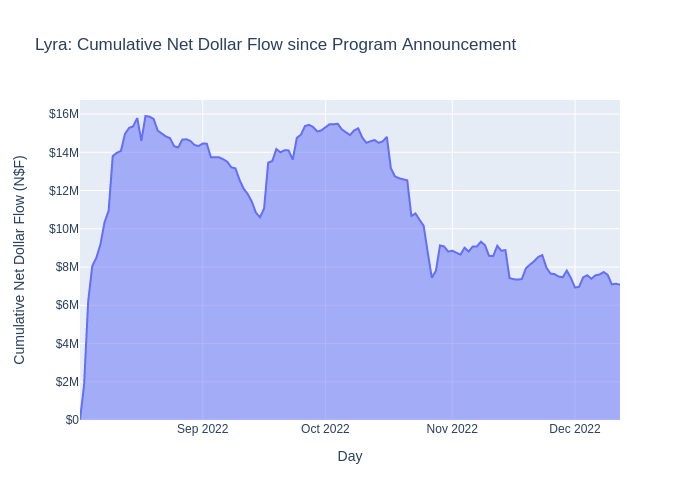 Lyra: Cumulative Net Dollar Flow since Program Announcement
$16M
$14M
$12M
$10M
$8M
$6M
$4M
$2M
$0
Cumulative Net Dollar Flow (N$F)
Sep 2022
Oct 2022
Nov 2022
Dec 2022
Day